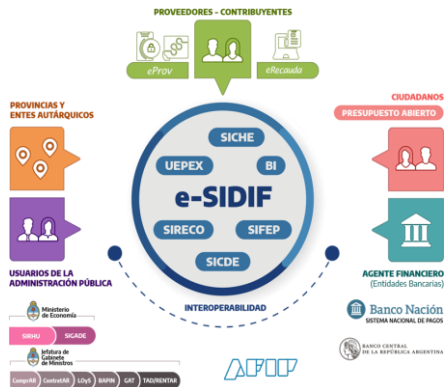 PROVEEDORES - CONTRIBUYENTES
eProv
eRecauda
PROVINCIAS Y
ENTES AUTÁRQUICOS
CIUDADANOS
PRESUPUESTO ABIERTO
SICHE
UEPEX
BI
e-SIDIF
SIRECO
SIFEP
SICDE
USUARIOS DE LA
ADMINISTRACIÓN PÚBLICA
INTEROPERABILIDAD
AGENTE FINANCIERO
(Entidades Bancarias)
Ministerio
de Economía
SIRHU
SIGADE
Jefatura de
Gabinete
de Ministros
CompraR
ContratAR
LOyS
BAPIN
GAT
TAD/RENTAR
AFIP
Banco Nación
SISTEMA NACIONAL DE PAGOS
BANCO CENTRAL
DE LA REPÚBLICA ARGENTINA